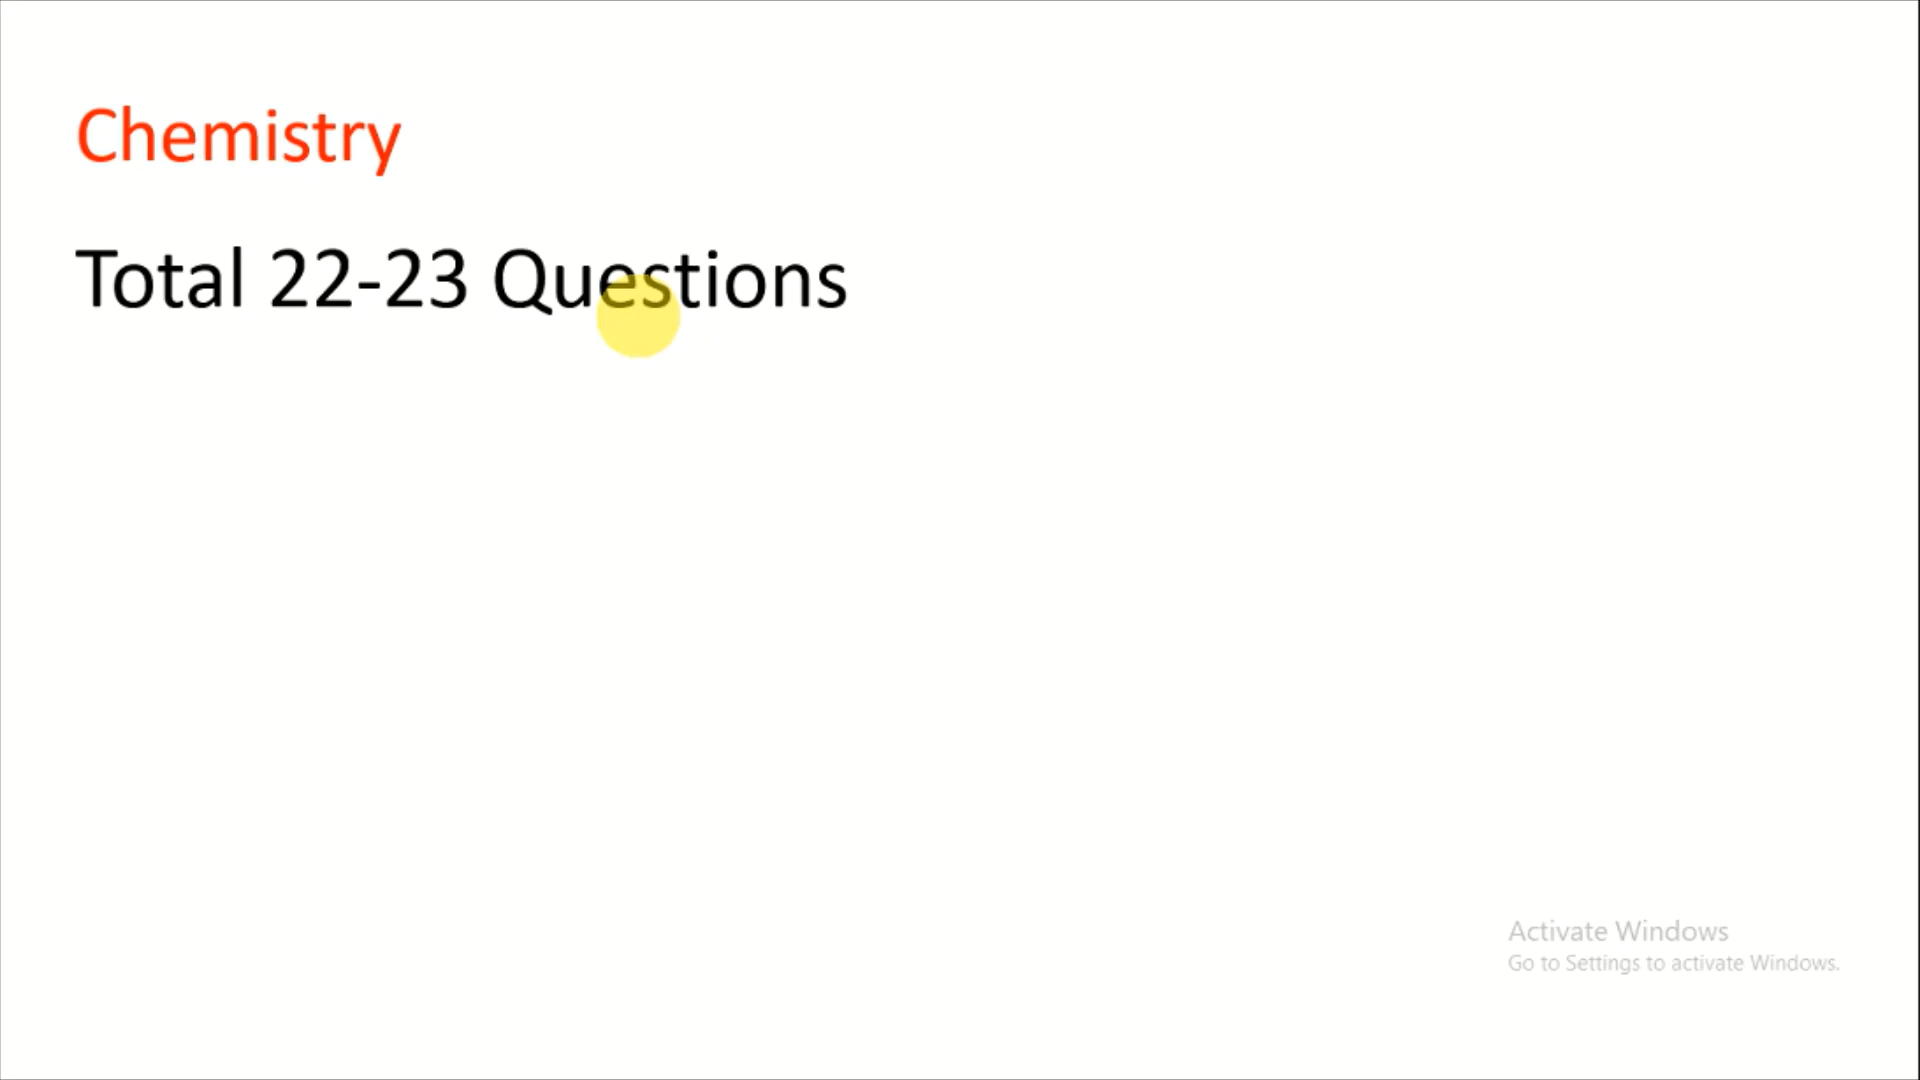 Chemistry
Total 22-23 Questions
Activate Windows
Go to Settings to activate Windows.